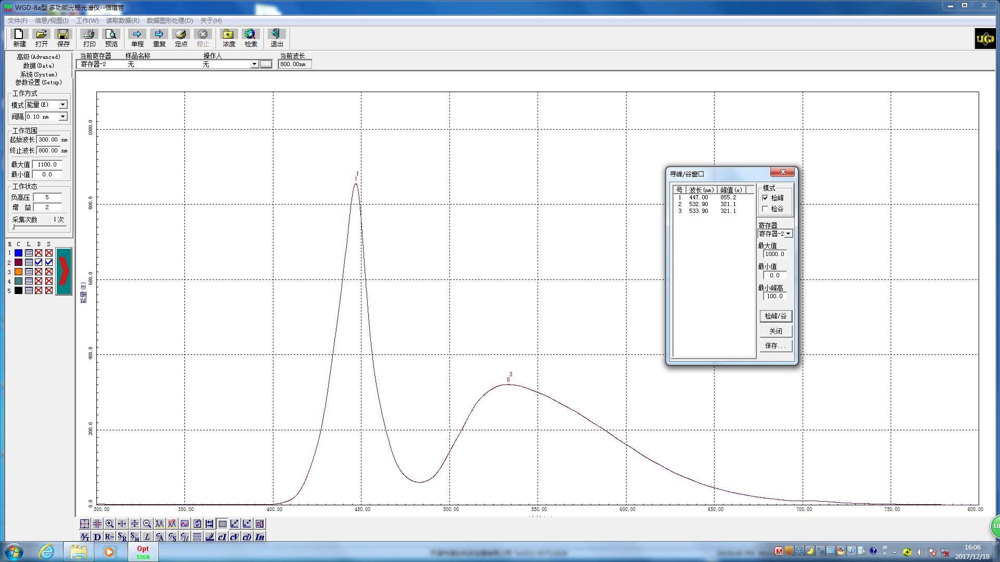 WGD-8a型 多功能光栅光谱仪--倍增管
文件(F) 信息/视图(I) 工作(W) 读取数据(R) 数据图形处理(D) 关于(H)
新建 打开 保存 打印 预览 单程 重复 定点 停止 浓度 检索 退出
TJGD
高级(Advanced)
数据(Data)
系统(System)
参数设置(Setup)
当前寄存器 样品名称 操作人 当前波长
寄存器-2 无 无 ... 800.00nm
工作方式
模式 能量(E)
间隔 0.10 nm
工作范围
起始波长 300.00 nm
终止波长 800.00 nm
最大值 1100.0
最小值 0.0
工作状态
负高压 5
增 益 2
采集次数 1次
R C L D S
1
2
3
4
5
能量(E)
1000.0
800.0
600.0
400.0
200.0
0.0
300.00 350.00 400.00 450.00 500.00 550.00 600.00 650.00 700.00 750.00 800.00
1
3
寻峰/谷窗口
号 波长(nm) 峰值(e)
1 447.00 855.2
2 532.90 321.1
3 533.90 321.1
模式
检峰
检谷
寄存器
寄存器-2
最大值
1000.0
最小值
0.0
最小峰高
100.0
检峰/谷
关闭
保存...
A/T D R= S/R S/H L C/A C/S C/H cI cV cD In
Opt
TJGD
英
18
16:06
2017/12/18